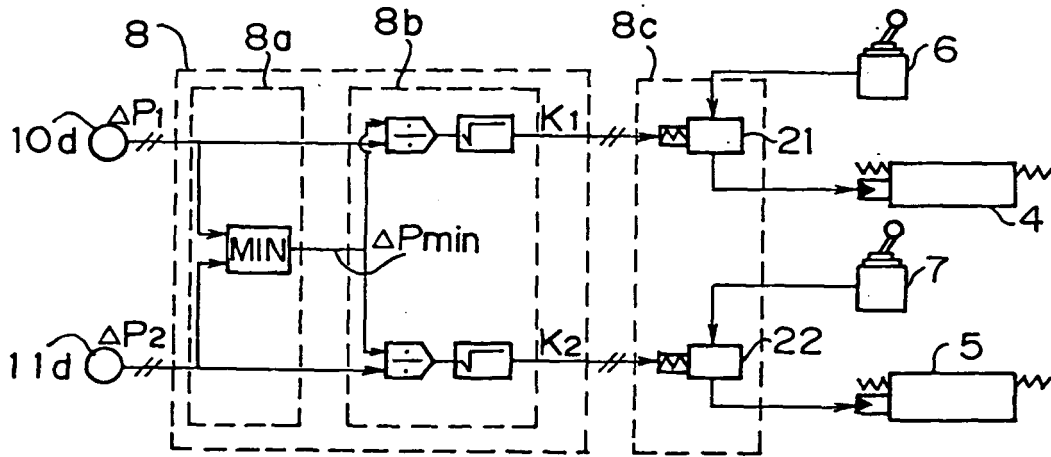 8
8a
8b
8c
6
10d
ΔP1
K1
21
4
MIN
ΔPmin
7
11d
ΔP2
÷
√
÷
√
K2
22
5